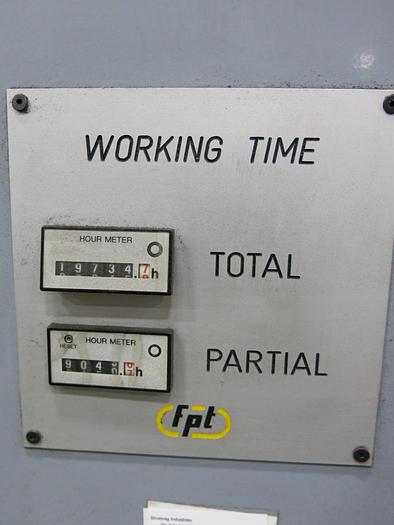 WORKING TIME
HOUR METER
19734.7h
TOTAL
RESET
HOUR METER
h
PARTIAL
fpt